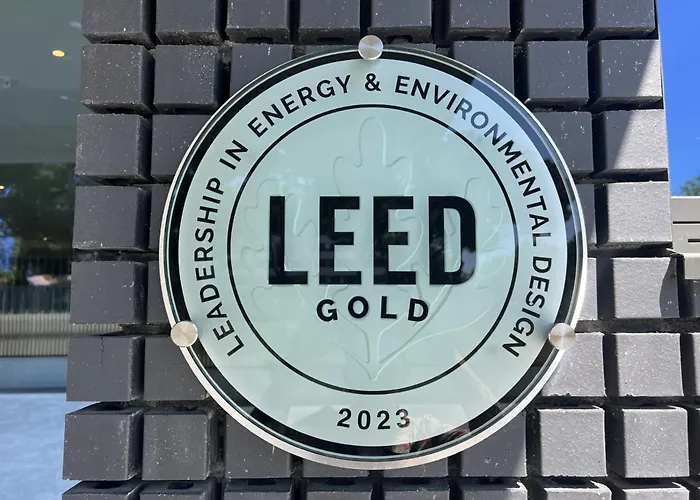 LEADERSHIP IN ENERGY & ENVIRONMENTAL DESIGN
LEED
GOLD
2023